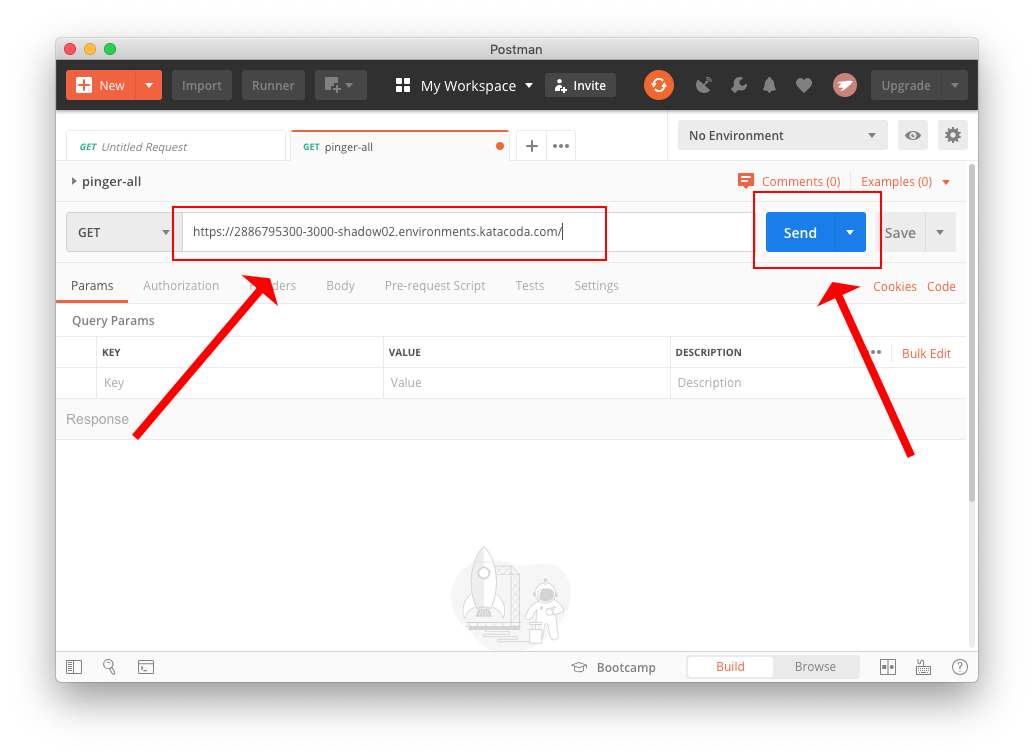 Postman
New Import Runner My Workspace Invite Upgrade
GET Untitled Request GET pinger-all No Environment
pinger-all Comments (0) Examples (0)
GET https://2886795300-3000-shadow02.environments.katacoda.com/ Send Save
Params Authorization Body Pre-request Script Tests Settings Cookies Code
Query Params
KEY VALUE DESCRIPTION Bulk Edit
Key Value Description
Response
Bootcamp Build Browse